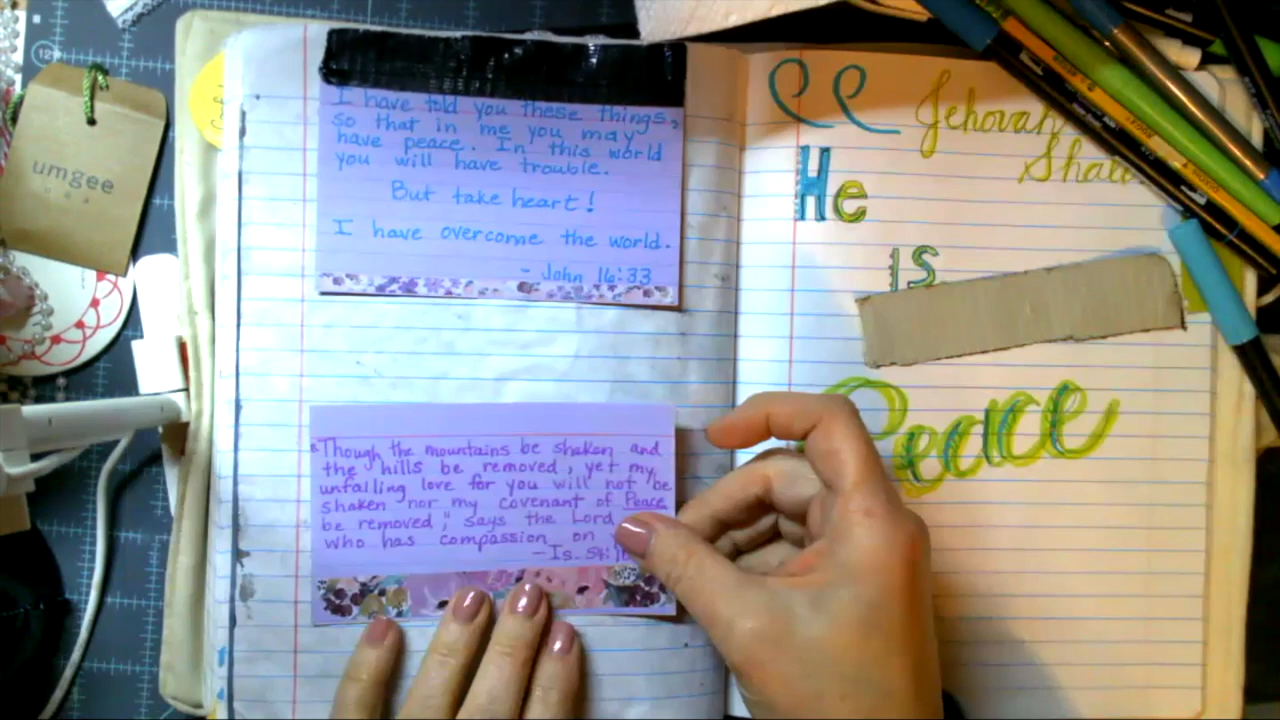 umgee
I have told you these things,
so that in me you may
have peace. In this world
you will have trouble.
But take heart!
I have overcome the world.
- John 16:33
"Though the mountains be shaken and
the hills be removed, yet my
unfailing love for you will not be
shaken nor my covenant of Peace
be removed," says the Lord
who has compassion on
- Is. 54:10
Jehovah
He
is
Peace